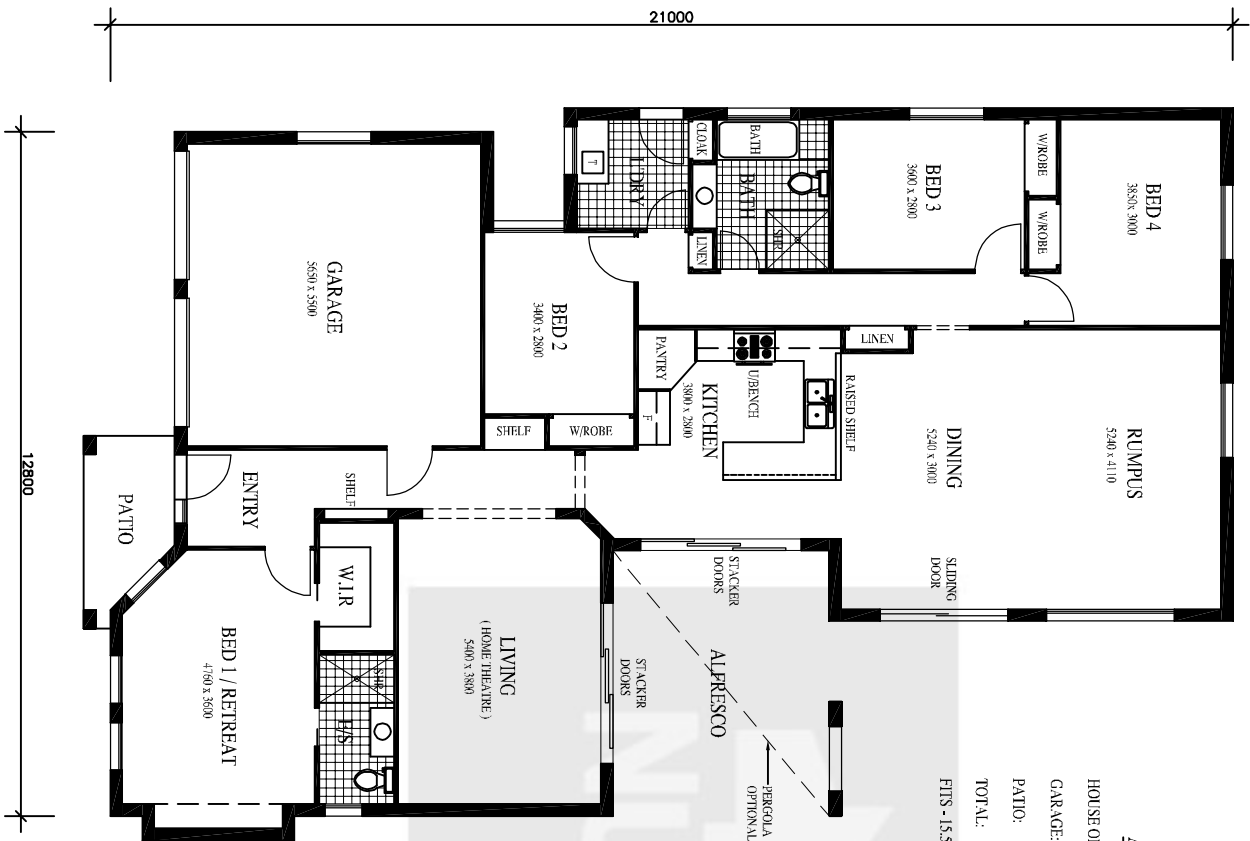 21000
12800
BED 4
3850x 3000
W/ROBE
W/ROBE
BED 3
3600 x 2800
BATH
BATH
SHR
CLOAK
LINEN
L'DRY
T
GARAGE
5650 x 5500
BED 2
3400 x 2800
SHELF
W/ROBE
PANTRY
F
KITCHEN
3800 x 2800
U/BENCH
RAISED SHELF
LINEN
DINING
5240 x 3000
RUMPUS
5240 x 4110
SLIDING
DOOR
STACKER
DOORS
STACKER
DOORS
ALFRESCO
PERGOLA
OPTIONAL
LIVING
( HOME THEATRE )
5400 x 3800
SHELF
ENTRY
PATIO
W.I.R
SHR
E/S
BED 1 / RETREAT
4760 x 3600
GARAGE:
PATIO:
TOTAL:
FITS - 15.5